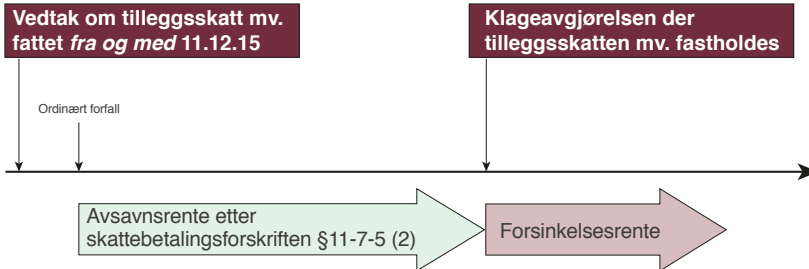 Vedtak om tilleggsskatt mv.
fattet fra og med 11.12.15
Klageavgjørelsen der
tilleggsskatten mv. fastholdes
Ordinært forfall
Avsavnsrente etter
skattebetalingsforskriften §11-7-5 (2)
Forsinkelsesrente